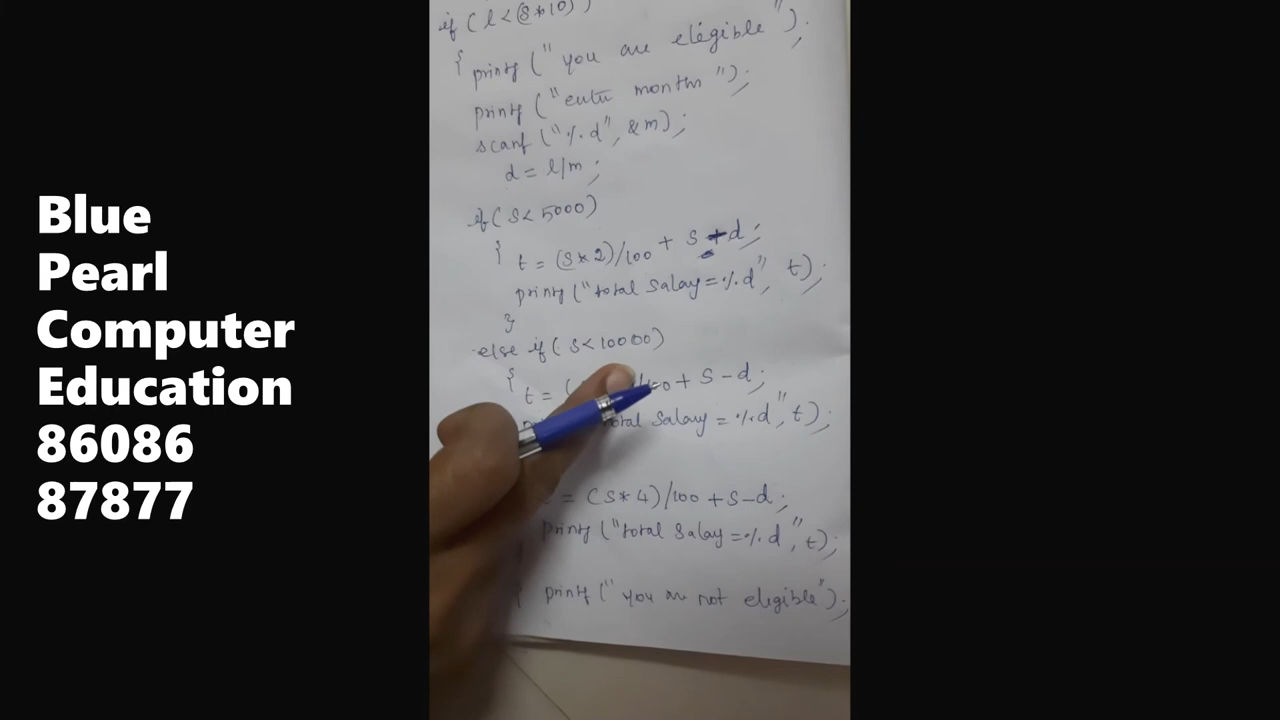 Blue
Pearl
Computer
Education
86086
87877
if ( l < (s*10) )
{ printf ("you are elegible");
printf ("enter month");
scanf ("%d", &m);
d = l/m;
if ( s < 5000)
{ t = (s*2)/100 + s - d;
printf ("total Salary = %d", t);
}
else if ( s < 10000)
{ t = ( + s - d;
total Salary = %d", t);
= (s*4)/100 + s - d;
printf ("total Salary = %d", t);
printf ("you are not eligible");